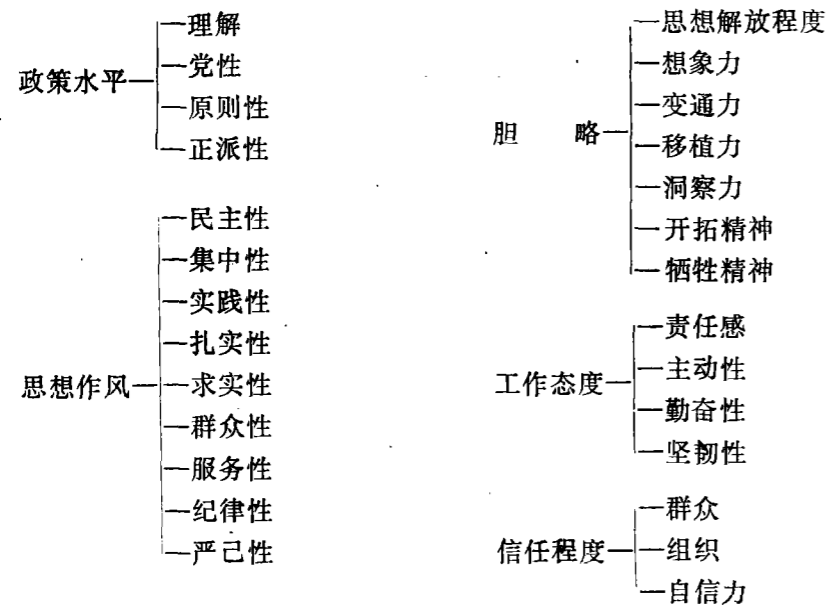 政策水平
理解
党性
原则性
正派性
思想作风
民主性
集中性
实践性
扎实性
求实性
群众性
服务性
纪律性
严己性
胆 略
思想解放程度
想象力
变通力
移植力
洞察力
开拓精神
牺牲精神
工作态度
责任感
主动性
勤奋性
坚韧性
信任程度
群众
组织
自信力